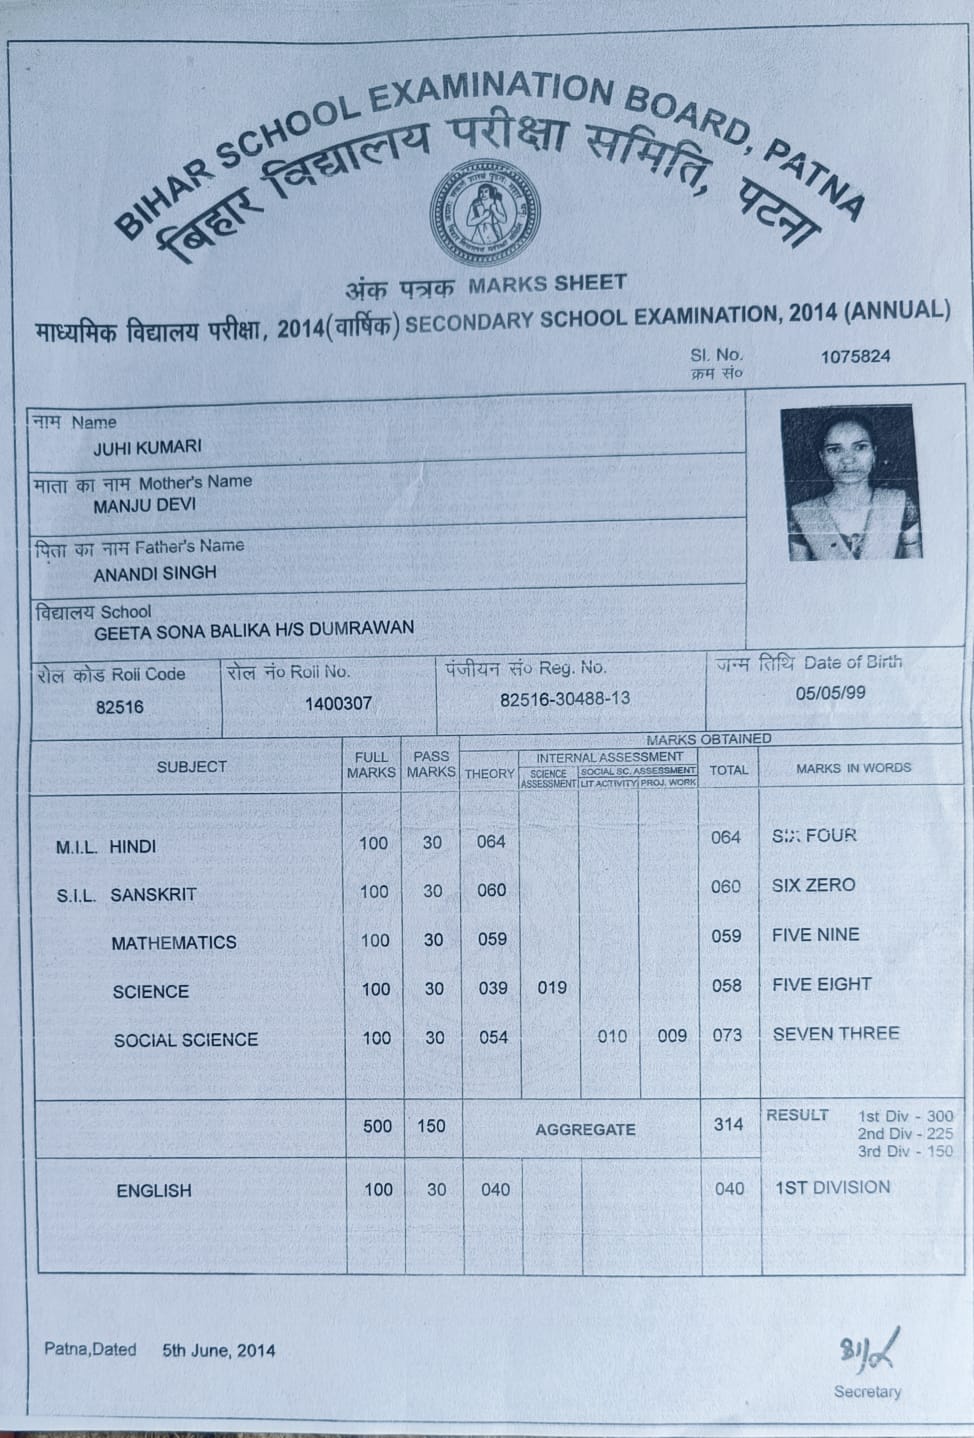 BIHAR SCHOOL EXAMINATION BOARD, PATNA
बिहार विद्यालय परीक्षा समिति, पटना
अंक पत्रक MARKS SHEET
माध्यमिक विद्यालय परीक्षा, 2014(वार्षिक) SECONDARY SCHOOL EXAMINATION, 2014 (ANNUAL)
Sl. No. 1075824
क्रम सं०
नाम Name
JUHI KUMARI
माता का नाम Mother's Name
MANJU DEVI
पिता का नाम Father's Name
ANANDI SINGH
विद्यालय School
GEETA SONA BALIKA H/S DUMRAWAN
रोल कोड Roll Code रोल नं० Roll No. पंजीयन सं० Reg. No. जन्म तिथि Date of Birth
82516 1400307 82516-30488-13 05/05/99
SUBJECT FULL MARKS PASS MARKS MARKS OBTAINED
THEORY INTERNAL ASSESSMENT TOTAL MARKS IN WORDS
SCIENCE ASSESSMENT SOCIAL SC. ASSESSMENT
LIT ACTIVITY PROJ. WORK
M.I.L. HINDI 100 30 064 064 SIX FOUR
S.I.L. SANSKRIT 100 30 060 060 SIX ZERO
MATHEMATICS 100 30 059 059 FIVE NINE
SCIENCE 100 30 039 019 058 FIVE EIGHT
SOCIAL SCIENCE 100 30 054 010 009 073 SEVEN THREE
500 150 AGGREGATE 314 RESULT 1st Div - 300
2nd Div - 225
3rd Div - 150
ENGLISH 100 30 040 040 1ST DIVISION
Patna,Dated 5th June, 2014
Secretary